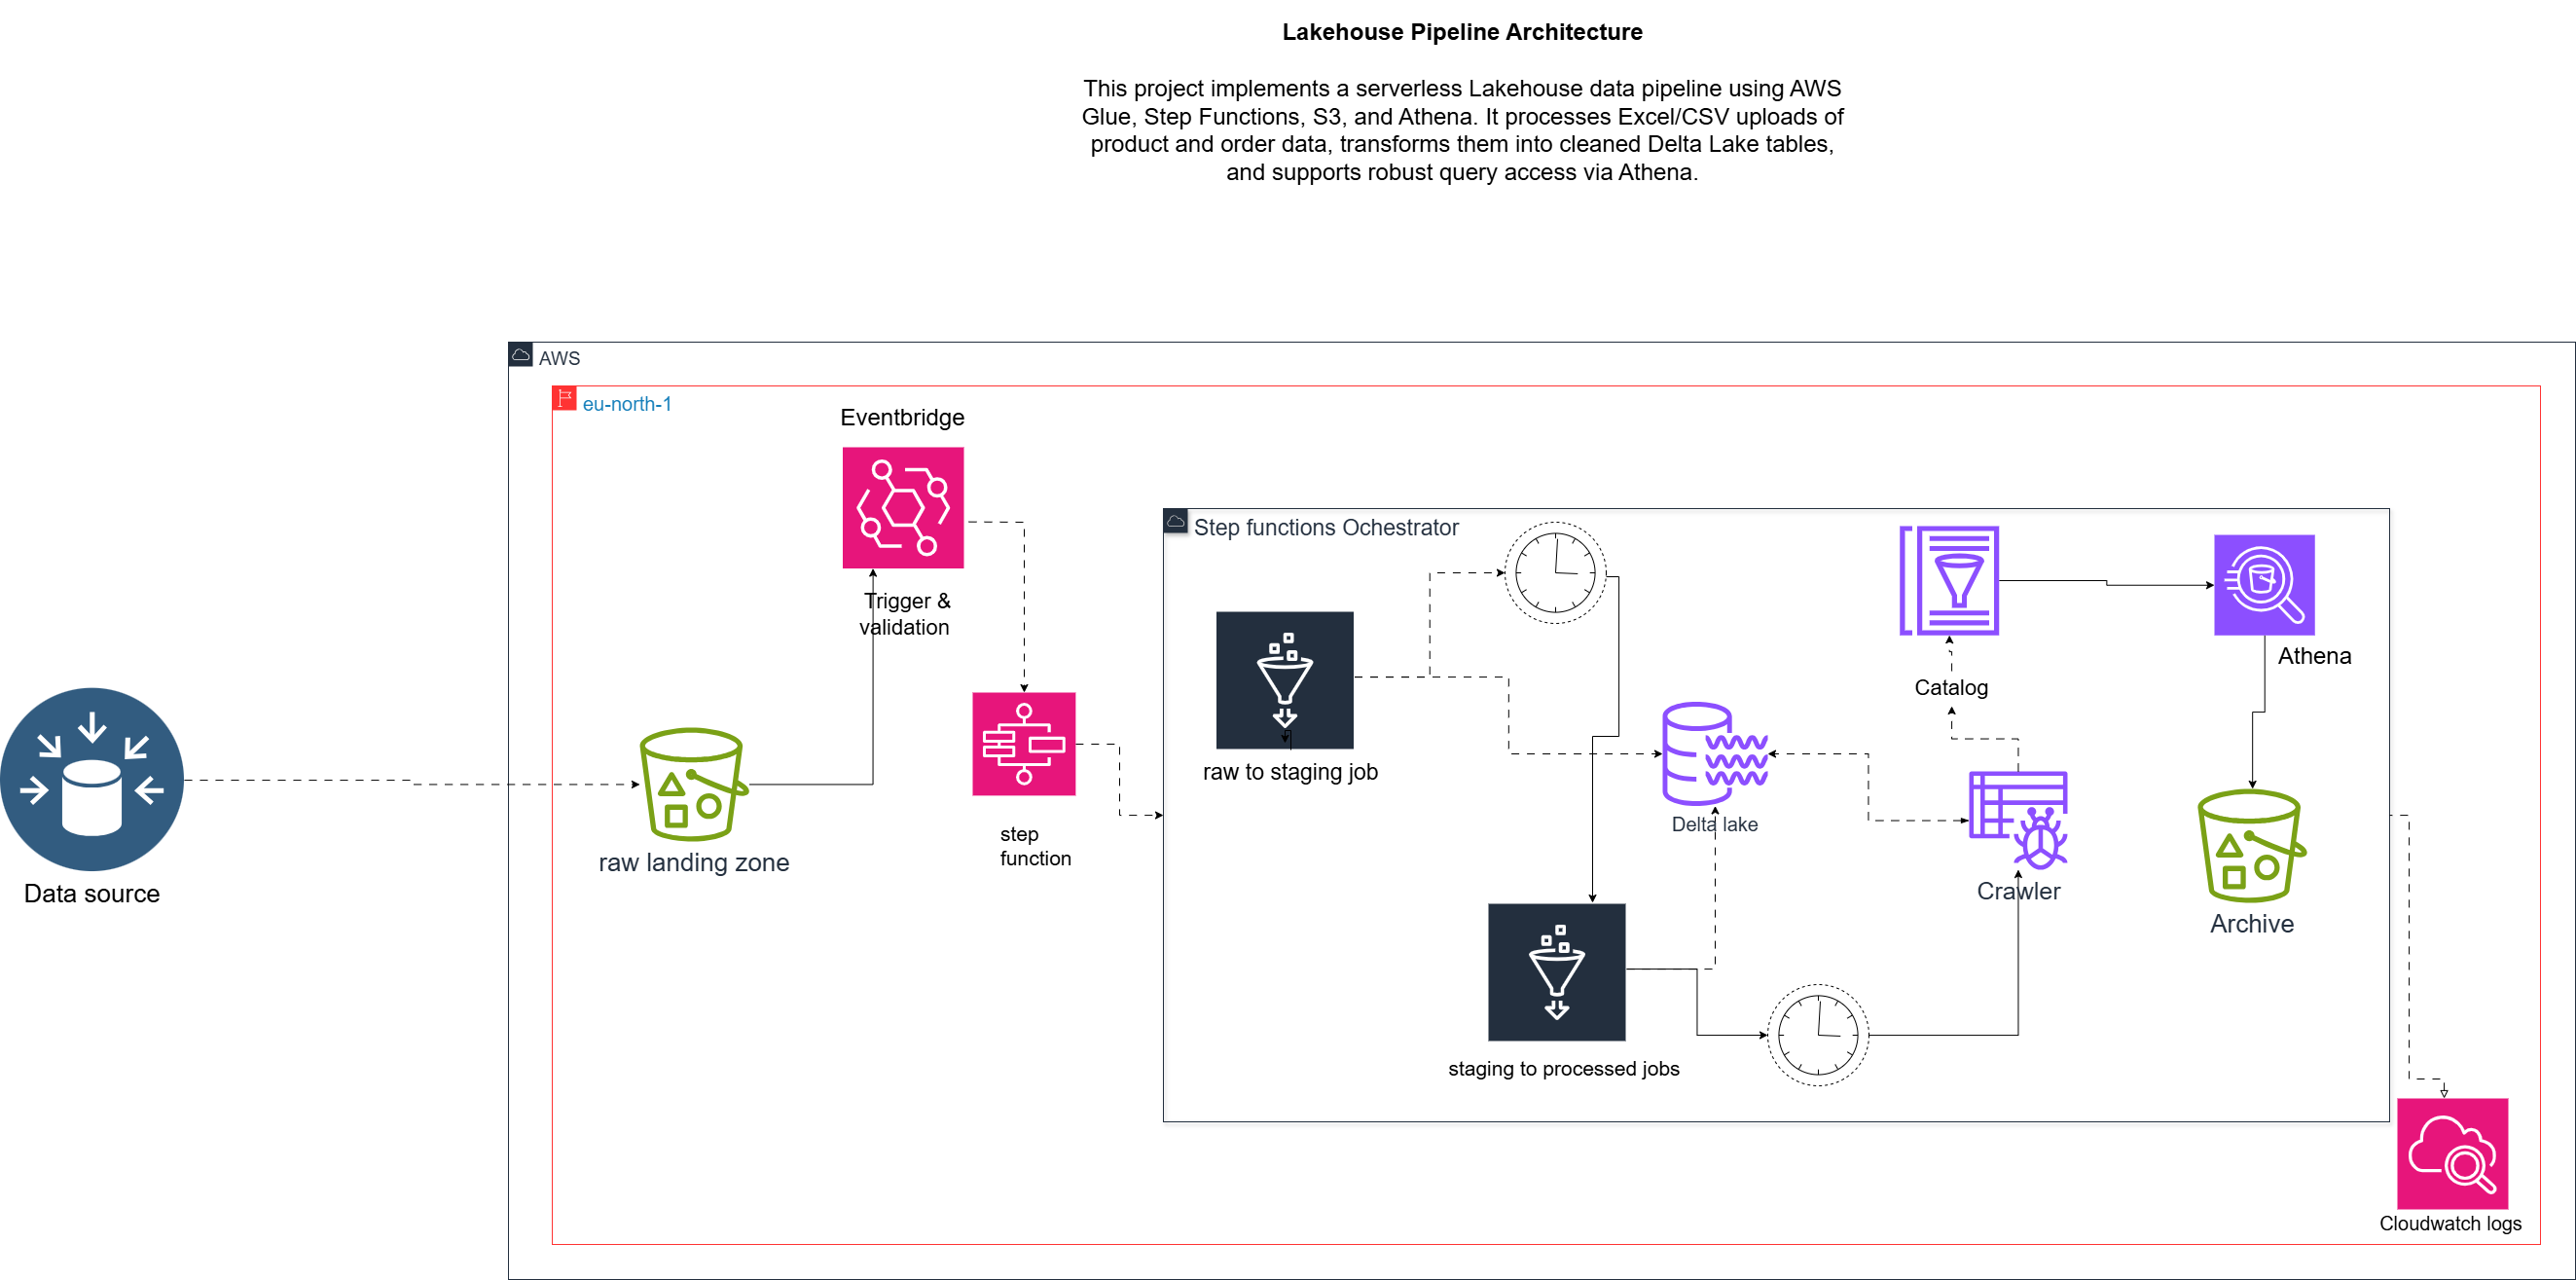 Lakehouse Pipeline Architecture
This project implements a serverless Lakehouse data pipeline using AWS
Glue, Step Functions, S3, and Athena. It processes Excel/CSV uploads of
product and order data, transforms them into cleaned Delta Lake tables,
and supports robust query access via Athena.
AWS
eu-north-1
Eventbridge
Trigger &
validation
Step functions Ochestrator
Athena
Catalog
raw to staging job
Delta lake
step
function
raw landing zone
Data source
Crawler
Archive
staging to processed jobs
Cloudwatch logs